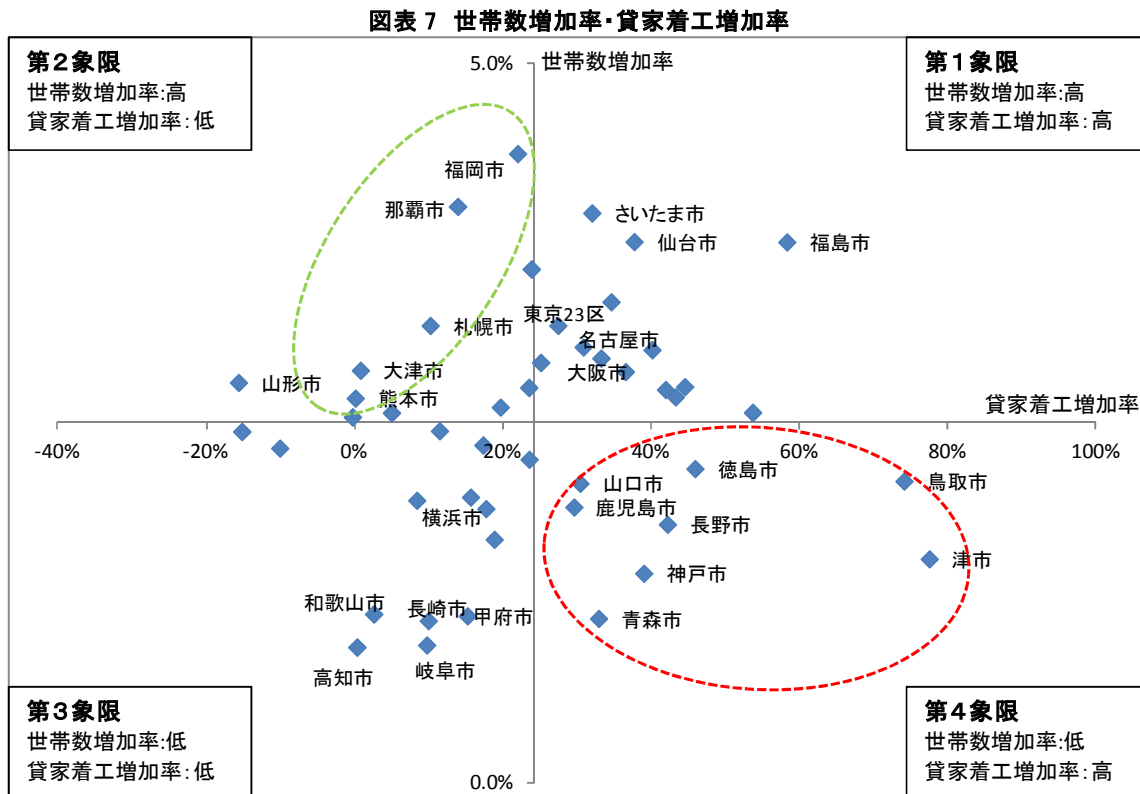 図表 7 世帯数増加率・貸家着工増加率
第2象限
世帯数増加率:高
貸家着工増加率:低
5.0%
世帯数増加率
第1象限
世帯数増加率:高
貸家着工増加率:高
福岡市
那覇市
さいたま市
仙台市
福島市
東京23区
札幌市
名古屋市
大津市
大阪市
山形市
熊本市
貸家着工増加率
-40%
-20%
0%
20%
40%
60%
80%
100%
徳島市
山口市
鳥取市
鹿児島市
横浜市
長野市
津市
神戸市
和歌山市
長崎市
甲府市
青森市
高知市
岐阜市
第3象限
世帯数増加率:低
貸家着工増加率:低
第4象限
世帯数増加率:低
貸家着工増加率:高
0.0%